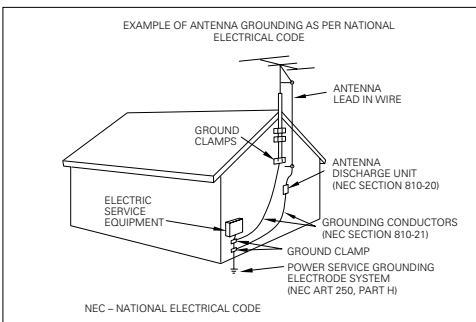 EXAMPLE OF ANTENNA GROUNDING AS PER NATIONAL
ELECTRICAL CODE
ANTENNA
LEAD IN WIRE
GROUND
CLAMPS
ANTENNA
DISCHARGE UNIT
(NEC SECTION 810-20)
ELECTRIC
SERVICE
EQUIPMENT
GROUNDING CONDUCTORS
(NEC SECTION 810-21)
GROUND CLAMP
POWER SERVICE GROUNDING
ELECTRODE SYSTEM
(NEC ART 250, PART H)
NEC – NATIONAL ELECTRICAL CODE